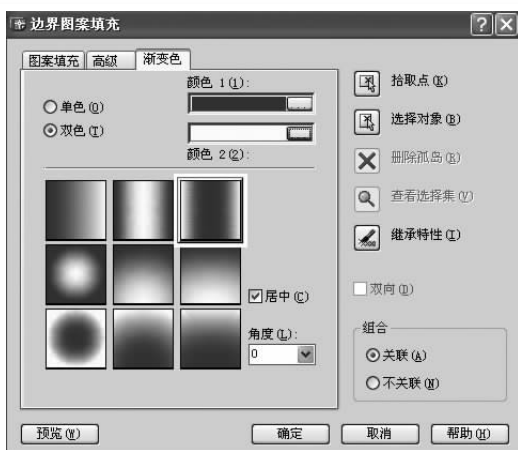 边界图案填充
图案填充 高级 渐变色
颜色 1(1):
单色(O)
双色(T)
颜色 2(2):
居中(C)
角度(L):
0
拾取点(K)
选择对象(B)
删除孤岛(R)
查看选择集(V)
继承特性(I)
双向(D)
组合
关联(A)
不关联(N)
预览(W) 确定 取消 帮助(H)